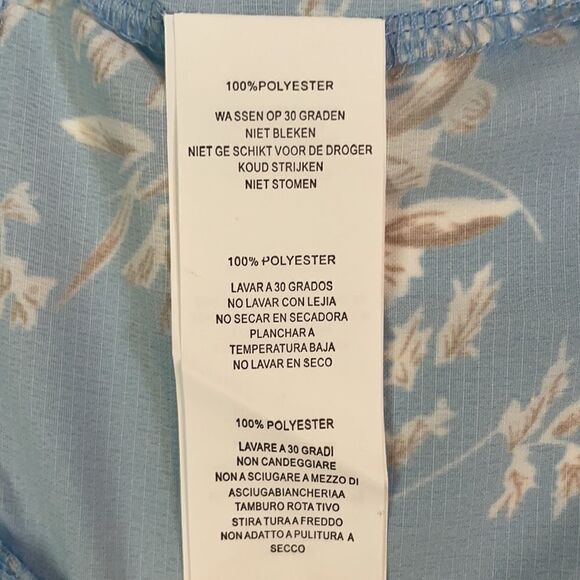 100%POLYESTER
WA SSEN OP 30 GRADEN
NIET BLEKEN
NIET GE SCHIKT VOOR DE DROGER
KOUD STRIJKEN
NIET STOMEN
100% POLYESTER
LAVAR A 30 GRADOS
NO LAVAR CON LEJIA
NO SECAR EN SECADORA
PLANCHAR A
TEMPERATURA BAJA
NO LAVAR EN SECO
100% POLYESTER
LAVARE A 30 GRADI
NON CANDEGGIARE
NON A SCIUGARE A MEZZO DI
ASCIUGABIANCHERIAA
TAMBURO ROTA TIVO
STIRA TURA A FREDDO
NON ADATTO A PULITURA A
SECCO